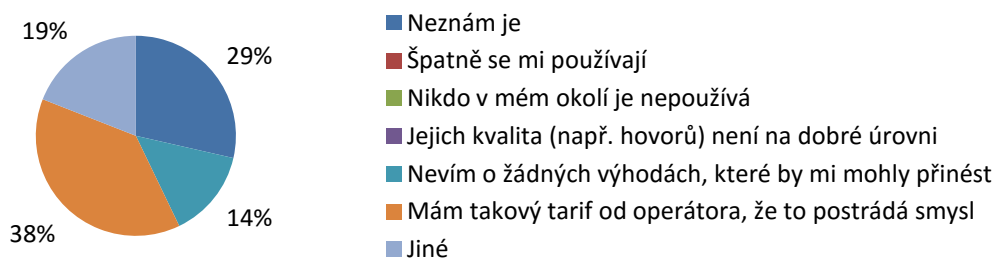 19%
29%
38%
14%
Neznám je
Špatně se mi používají
Nikdo v mém okolí je nepoužívá
Jejich kvalita (např. hovorů) není na dobré úrovni
Nevím o žádných výhodách, které by mi mohly přinést
Mám takový tarif od operátora, že to postrádá smysl
Jiné